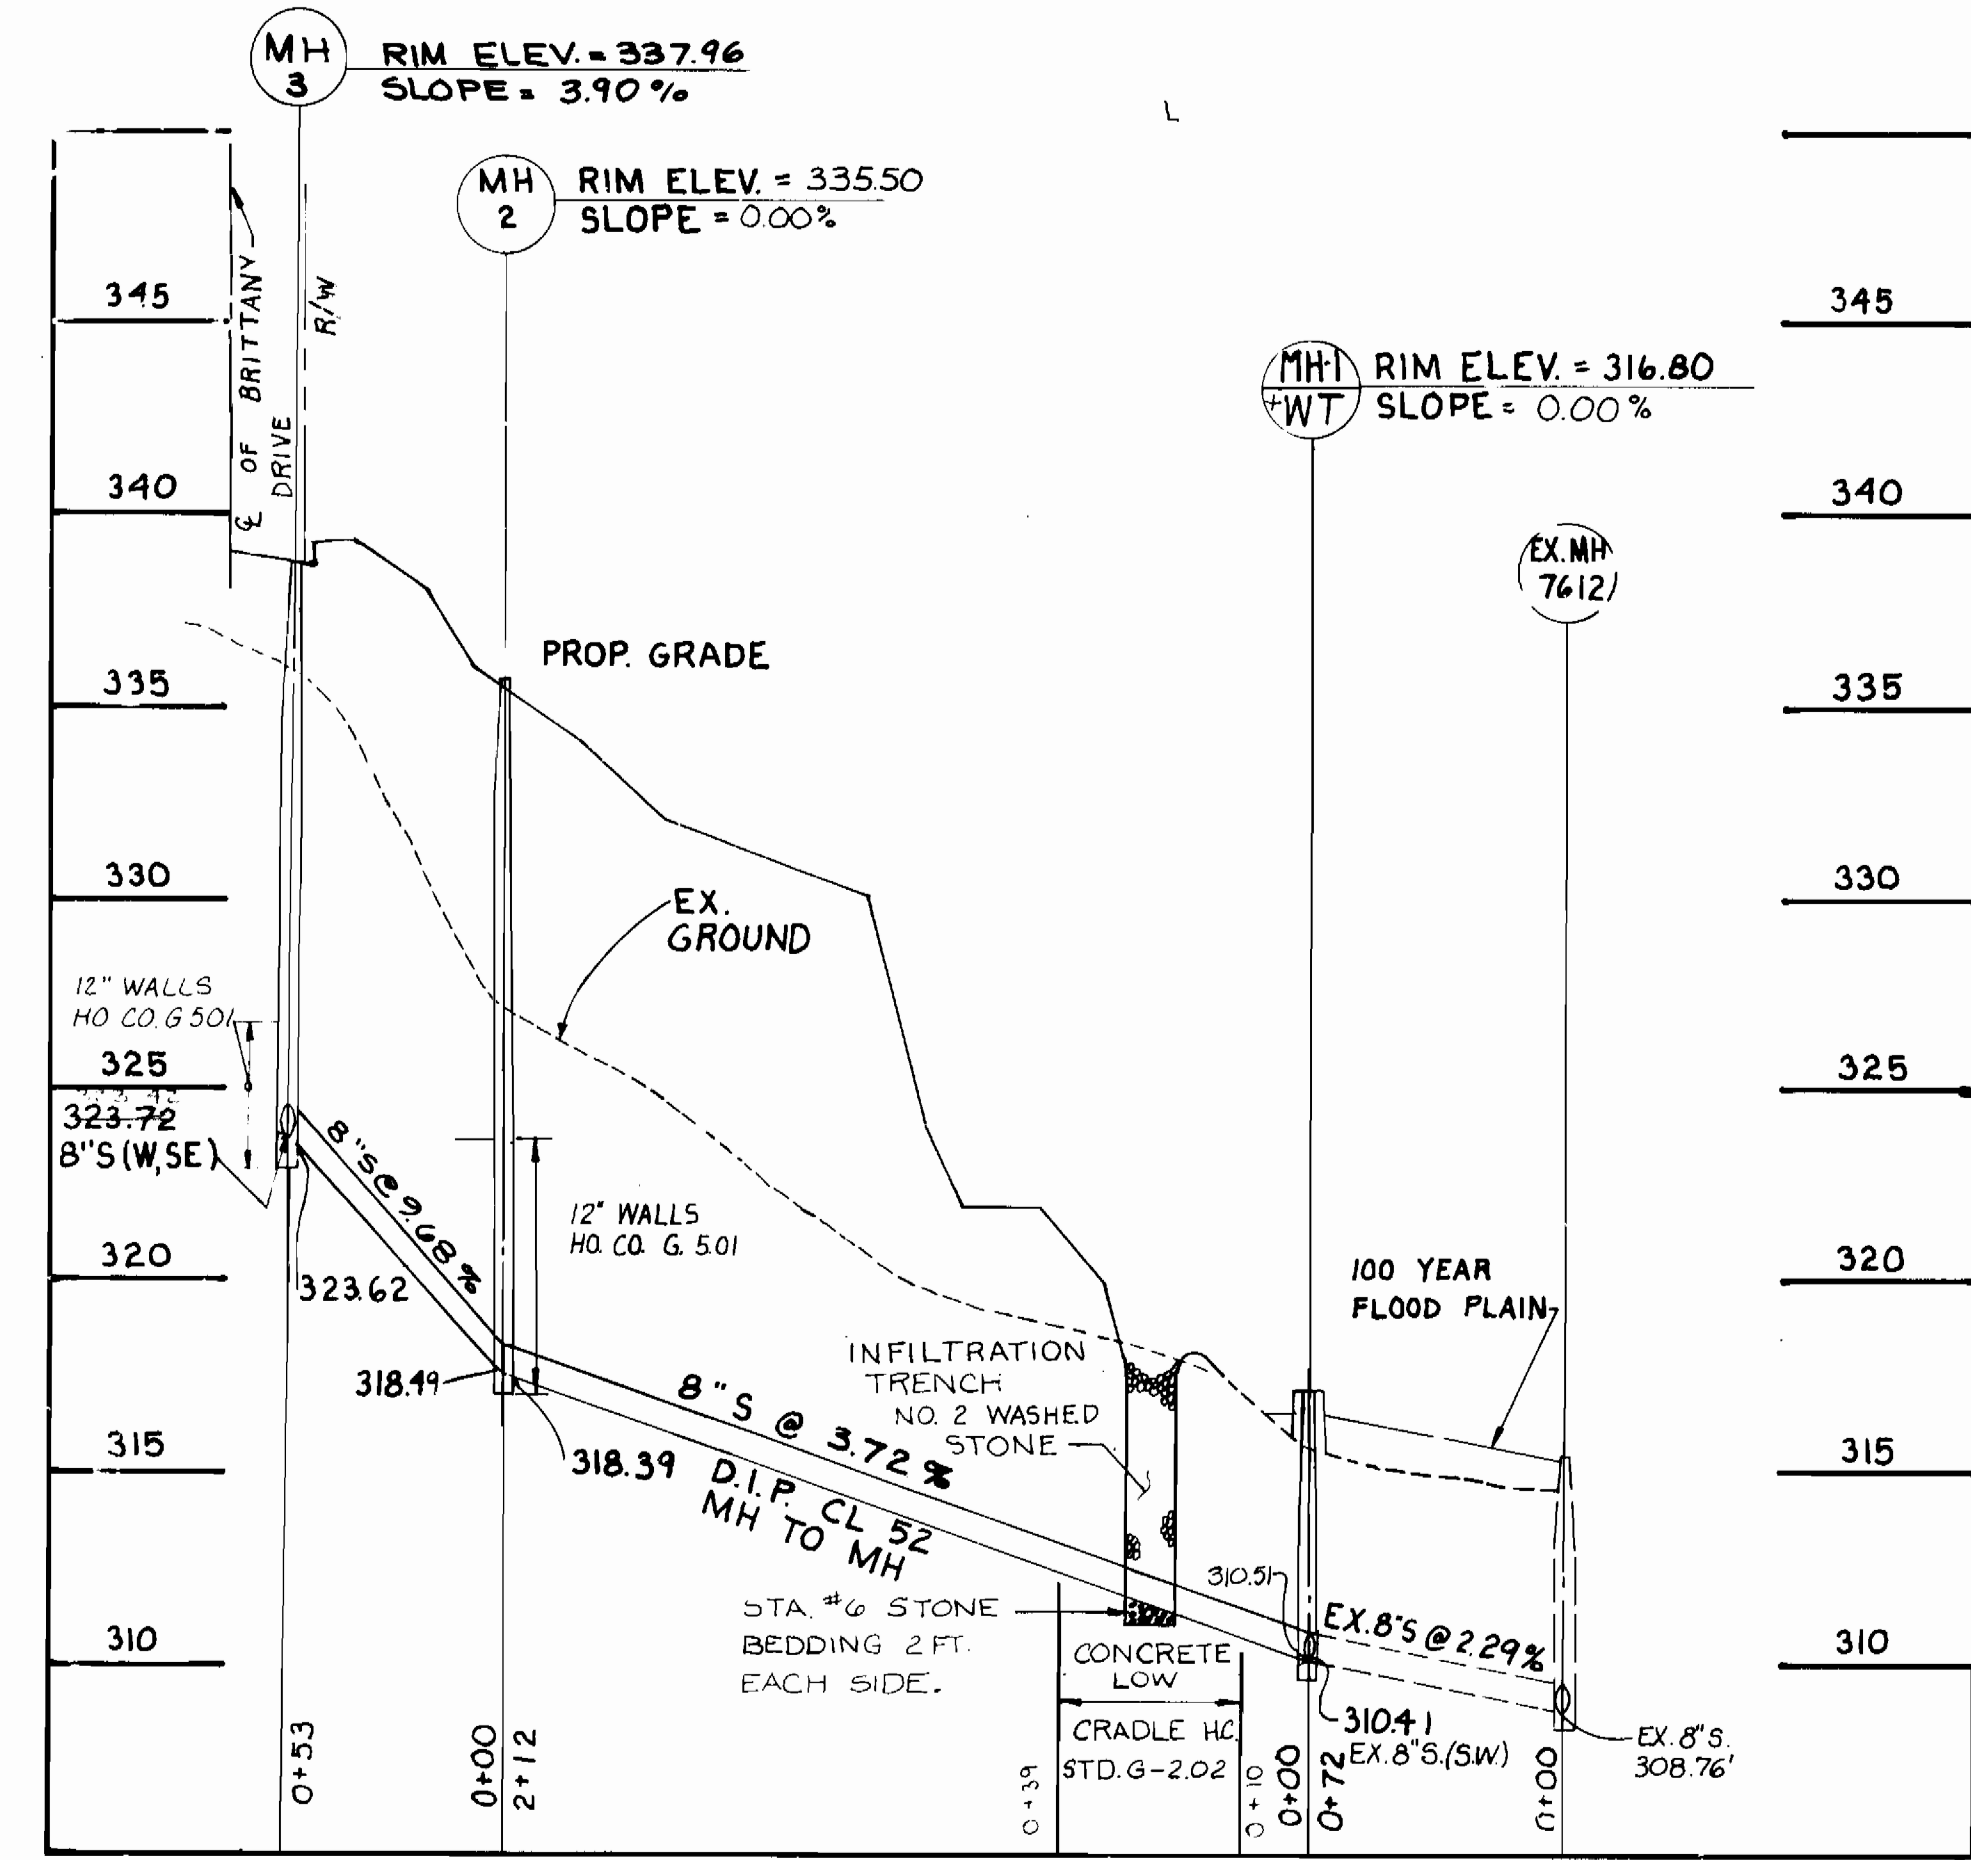 MH
3
RIM ELEV. = 337.96
SLOPE = 3.90 %
L
MH
2
RIM ELEV. = 335.50
SLOPE = 0.00%
345
345
℄ OF BRITTANY
DRIVE
R/W
MH-1
+WT
RIM ELEV. = 316.80
SLOPE = 0.00 %
340
340
EX.MH
7612
PROP. GRADE
335
335
330
330
EX.
GROUND
12" WALLS
HO CO. G 501
325
325
323.72
8"S (W,SE)
8"S @ 9.68 %
12" WALLS
HO. CO. G. 5.01
320
320
323.62
100 YEAR
FLOOD PLAIN
INFILTRATION
TRENCH
NO. 2 WASHED
STONE
318.49
8" S @ 3.72 %
315
315
318.39
D.I.P. CL 52
MH TO MH
310.51
STA. #6 STONE
BEDDING 2 FT.
EACH SIDE.
EX.8"S @ 2.29%
310
310
CONCRETE
LOW
CRADLE H.C.
STD. G-2.02
310.41
EX.8"S.(S.W.)
EX. 8"S.
308.76'
0+53
0+00
2+12
0+39
0+10
0+00
0+72
0+00